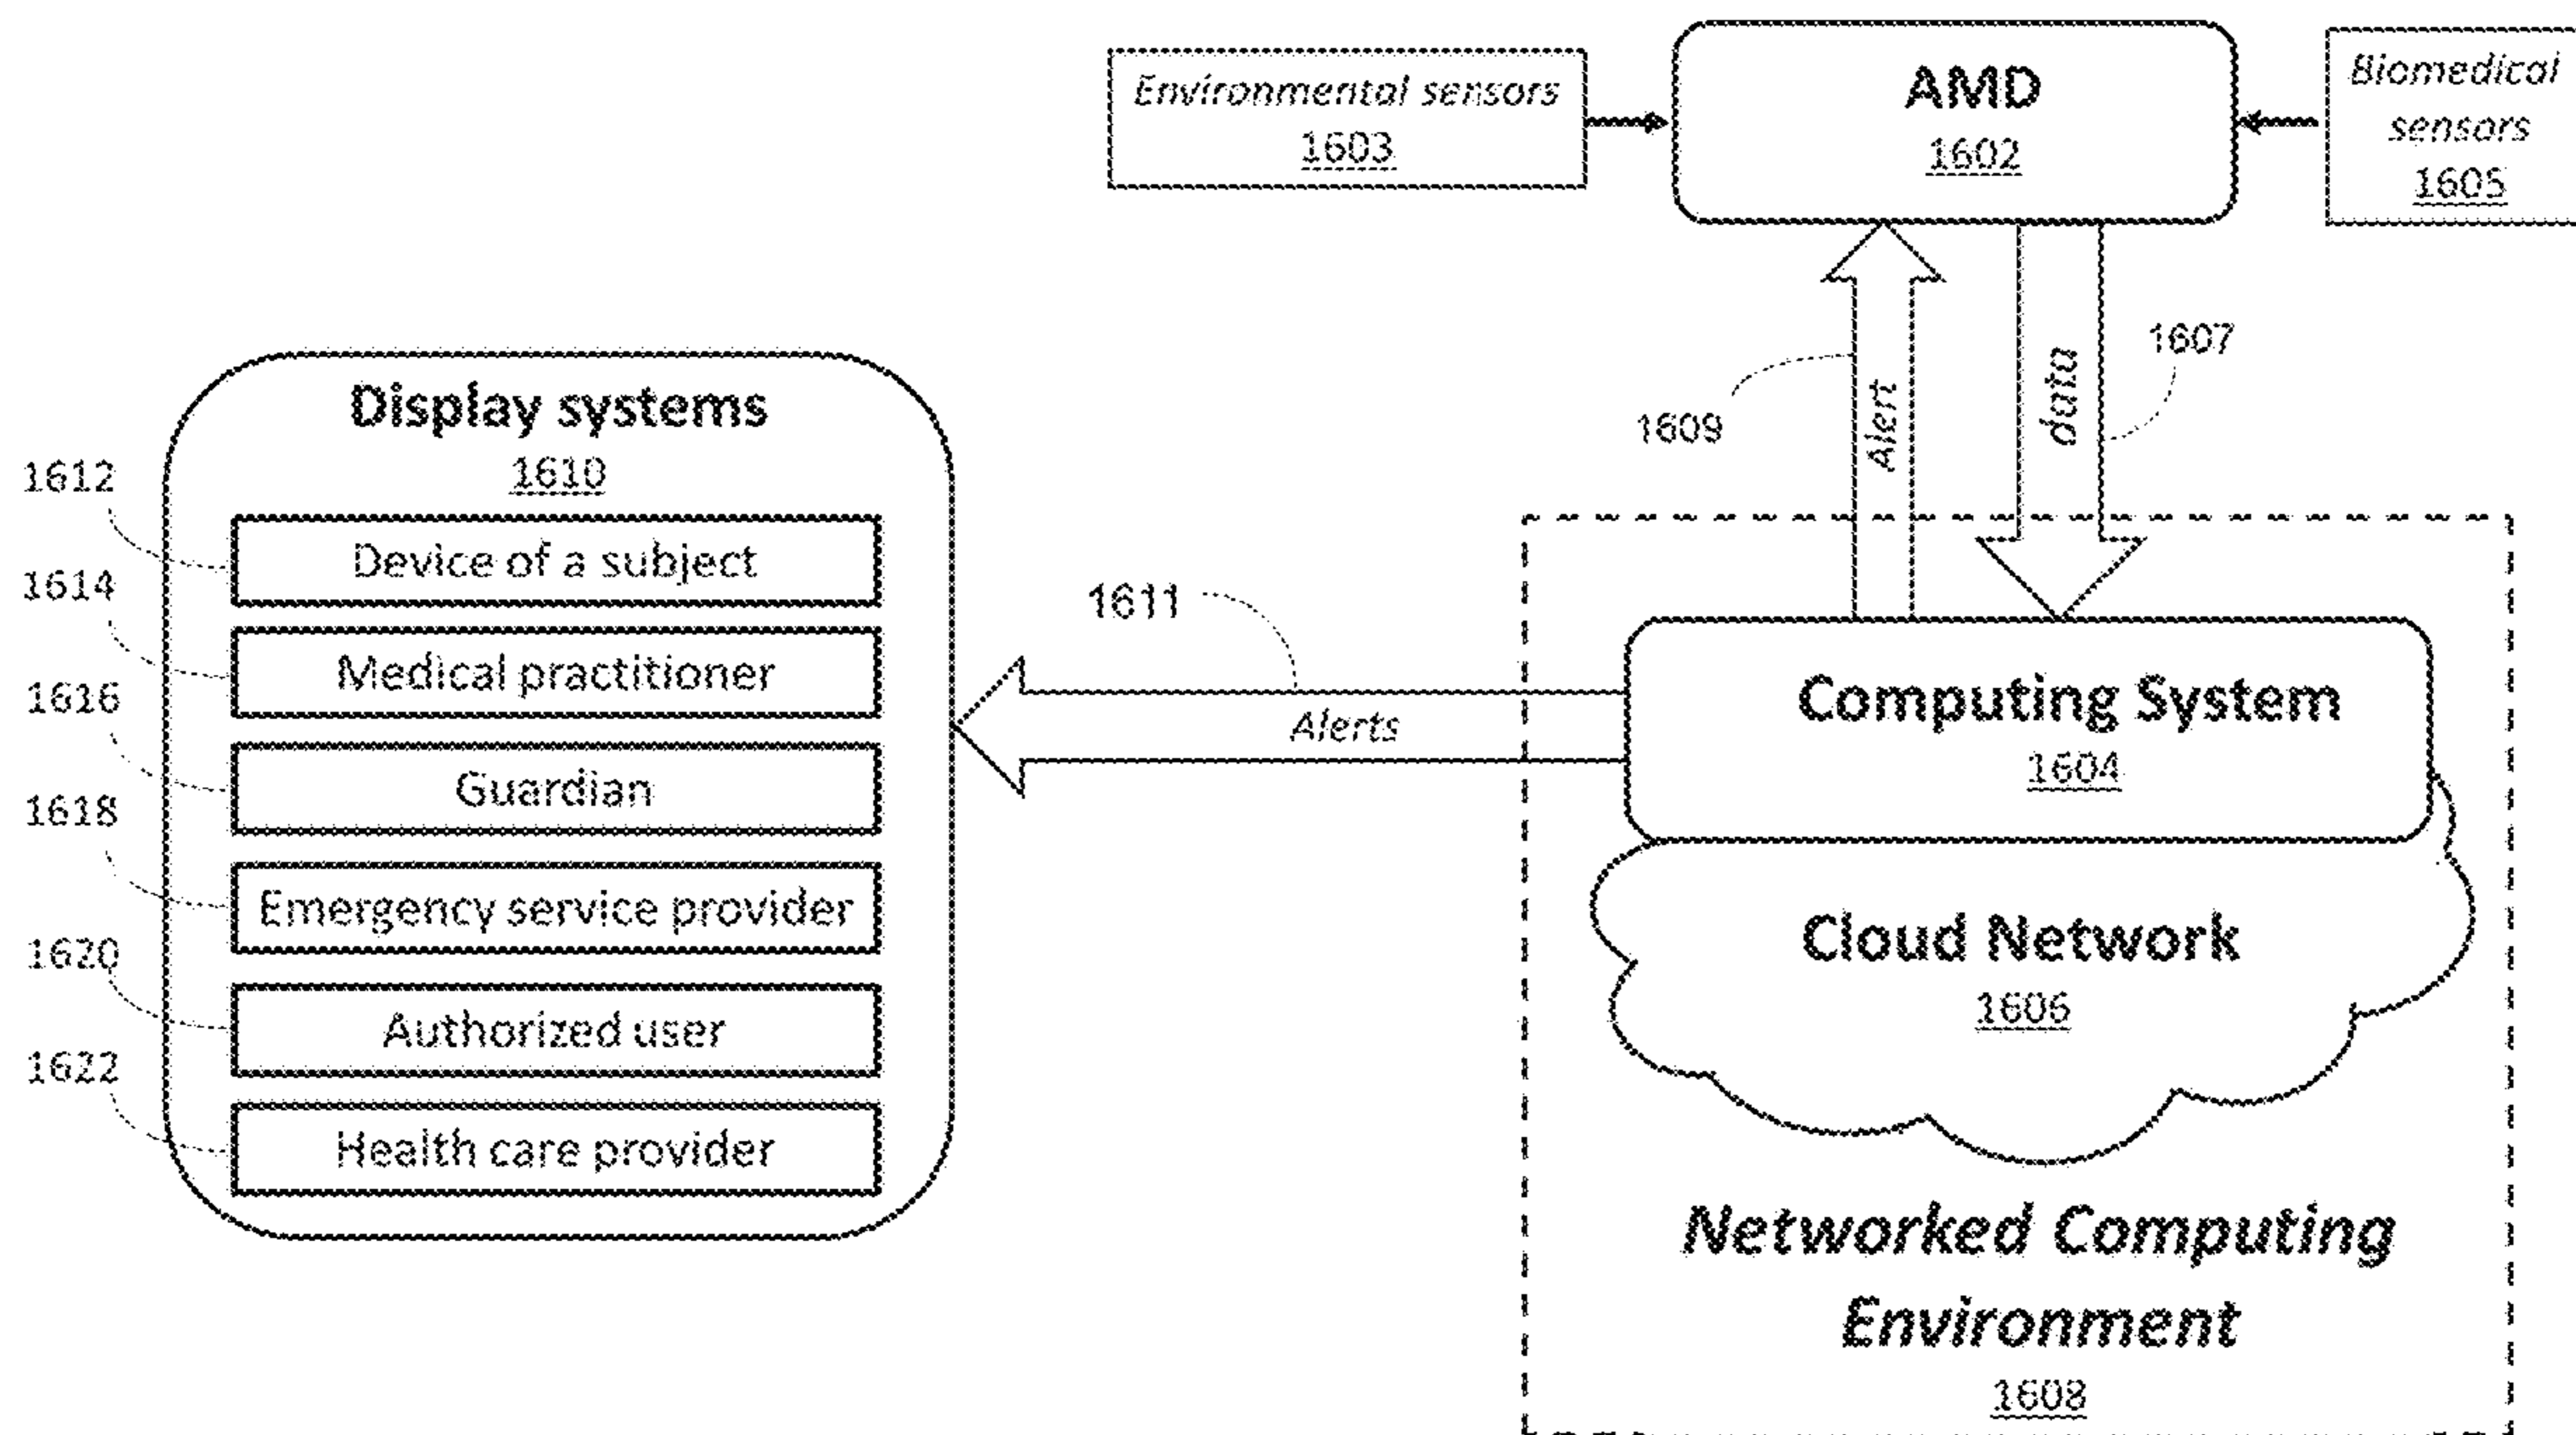 Environmental sensors
1603
AMD
1602
Biomedical
sensors
1605
1609
Alert
data
1607
Display systems
1610
1612
Device of a subject
1614
Medical practitioner
1616
Guardian
1618
Emergency service provider
1620
Authorized user
1622
Health care provider
1611
Alerts
Computing System
1604
Cloud Network
1606
Networked Computing
Environment
1608